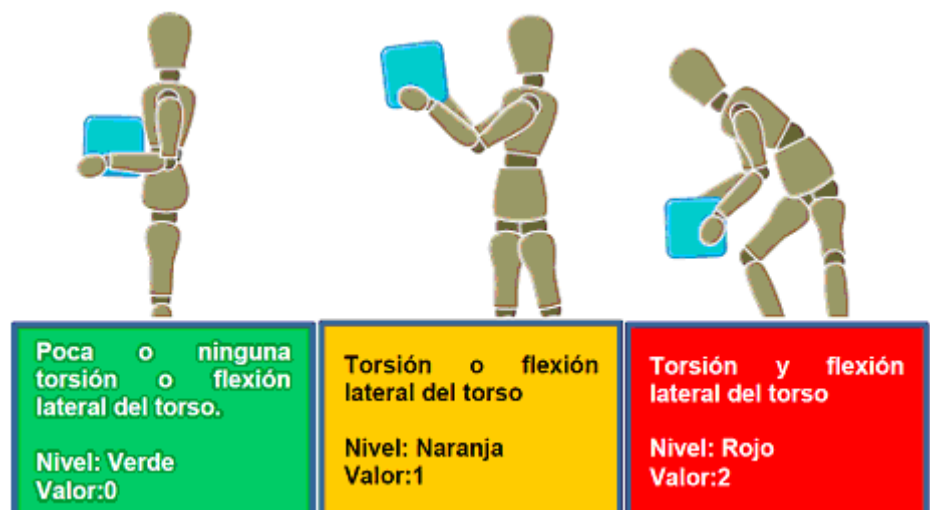 Poca o ninguna
torsión o flexión
lateral del torso.
Nivel: Verde
Valor:0
Torsión o flexión
lateral del torso
Nivel: Naranja
Valor:1
Torsión y flexión
lateral del torso
Nivel: Rojo
Valor:2